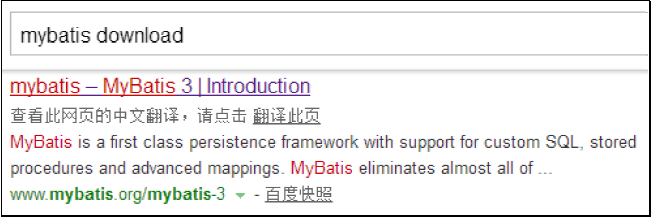 mybatis download
mybatis – MyBatis 3 | Introduction
查看此网页的中文翻译，请点击 翻译此页
MyBatis is a first class persistence framework with support for custom SQL, stored
procedures and advanced mappings. MyBatis eliminates almost all of ...
www.mybatis.org/mybatis-3 - 百度快照